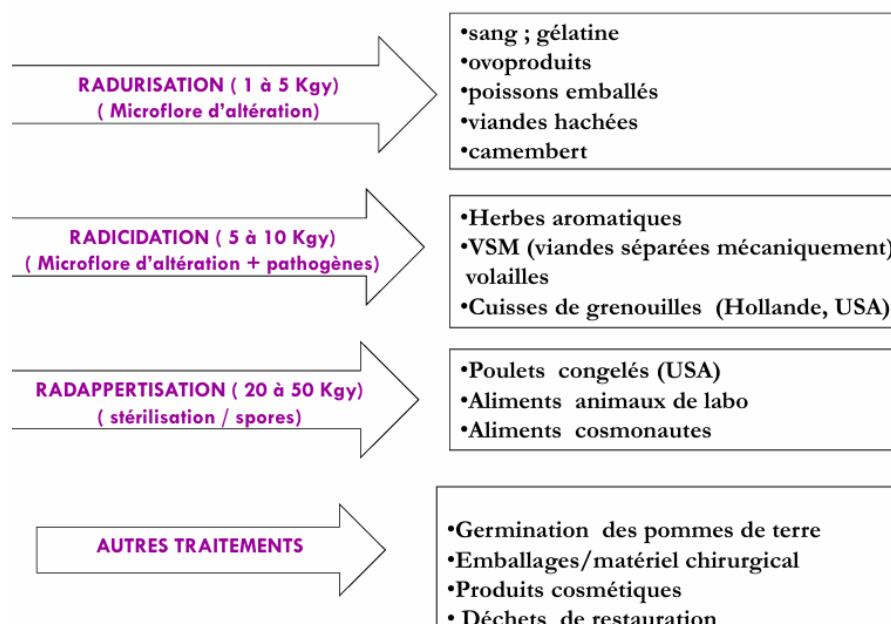 RADURISATION ( 1 à 5 Kgy)
( Microflore d'altération)
•sang ; gélatine
•ovoproduits
•poissons emballés
•viandes hachées
•camembert
RADICIDATION ( 5 à 10 Kgy)
( Microflore d'altération + pathogènes)
•Herbes aromatiques
•VSM (viandes séparées mécaniquement)
volailles
•Cuisses de grenouilles (Hollande, USA)
RADAPPERTISATION ( 20 à 50 Kgy)
( stérilisation / spores)
•Poulets congelés (USA)
•Aliments animaux de labo
•Aliments cosmonautes
AUTRES TRAITEMENTS
•Germination des pommes de terre
•Emballages/matériel chirurgical
•Produits cosmétiques
• Déchets de restauration